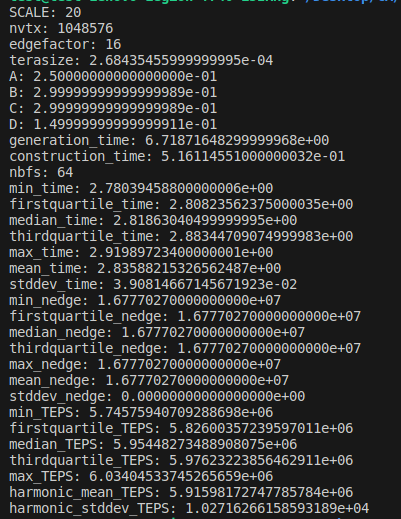 SCALE: 20
nvtx: 1048576
edgefactor: 16
terasize: 2.68435455999999995e-04
A: 2.50000000000000000e-01
B: 2.99999999999999989e-01
C: 2.99999999999999989e-01
D: 1.49999999999999911e-01
generation_time: 6.71871648299999968e+00
construction_time: 5.16114551000000032e-01
nbfs: 64
min_time: 2.78039458800000006e+00
firstquartile_time: 2.80823562375000035e+00
median_time: 2.81863040499999995e+00
thirdquartile_time: 2.88344709074999983e+00
max_time: 2.91989723400000001e+00
mean_time: 2.83588215326562487e+00
stddev_time: 3.90814667145671923e-02
min_nedge: 1.67770270000000000e+07
firstquartile_nedge: 1.67770270000000000e+07
median_nedge: 1.67770270000000000e+07
thirdquartile_nedge: 1.67770270000000000e+07
max_nedge: 1.67770270000000000e+07
mean_nedge: 1.67770270000000000e+07
stddev_nedge: 0.00000000000000000e+00
min_TEPS: 5.74575940709288698e+06
firstquartile_TEPS: 5.82600357239597011e+06
median_TEPS: 5.95448273488908075e+06
thirdquartile_TEPS: 5.97623223856462911e+06
max_TEPS: 6.03404533745265659e+06
harmonic_mean_TEPS: 5.91598172747785784e+06
harmonic_stddev_TEPS: 1.02716266158593189e+04